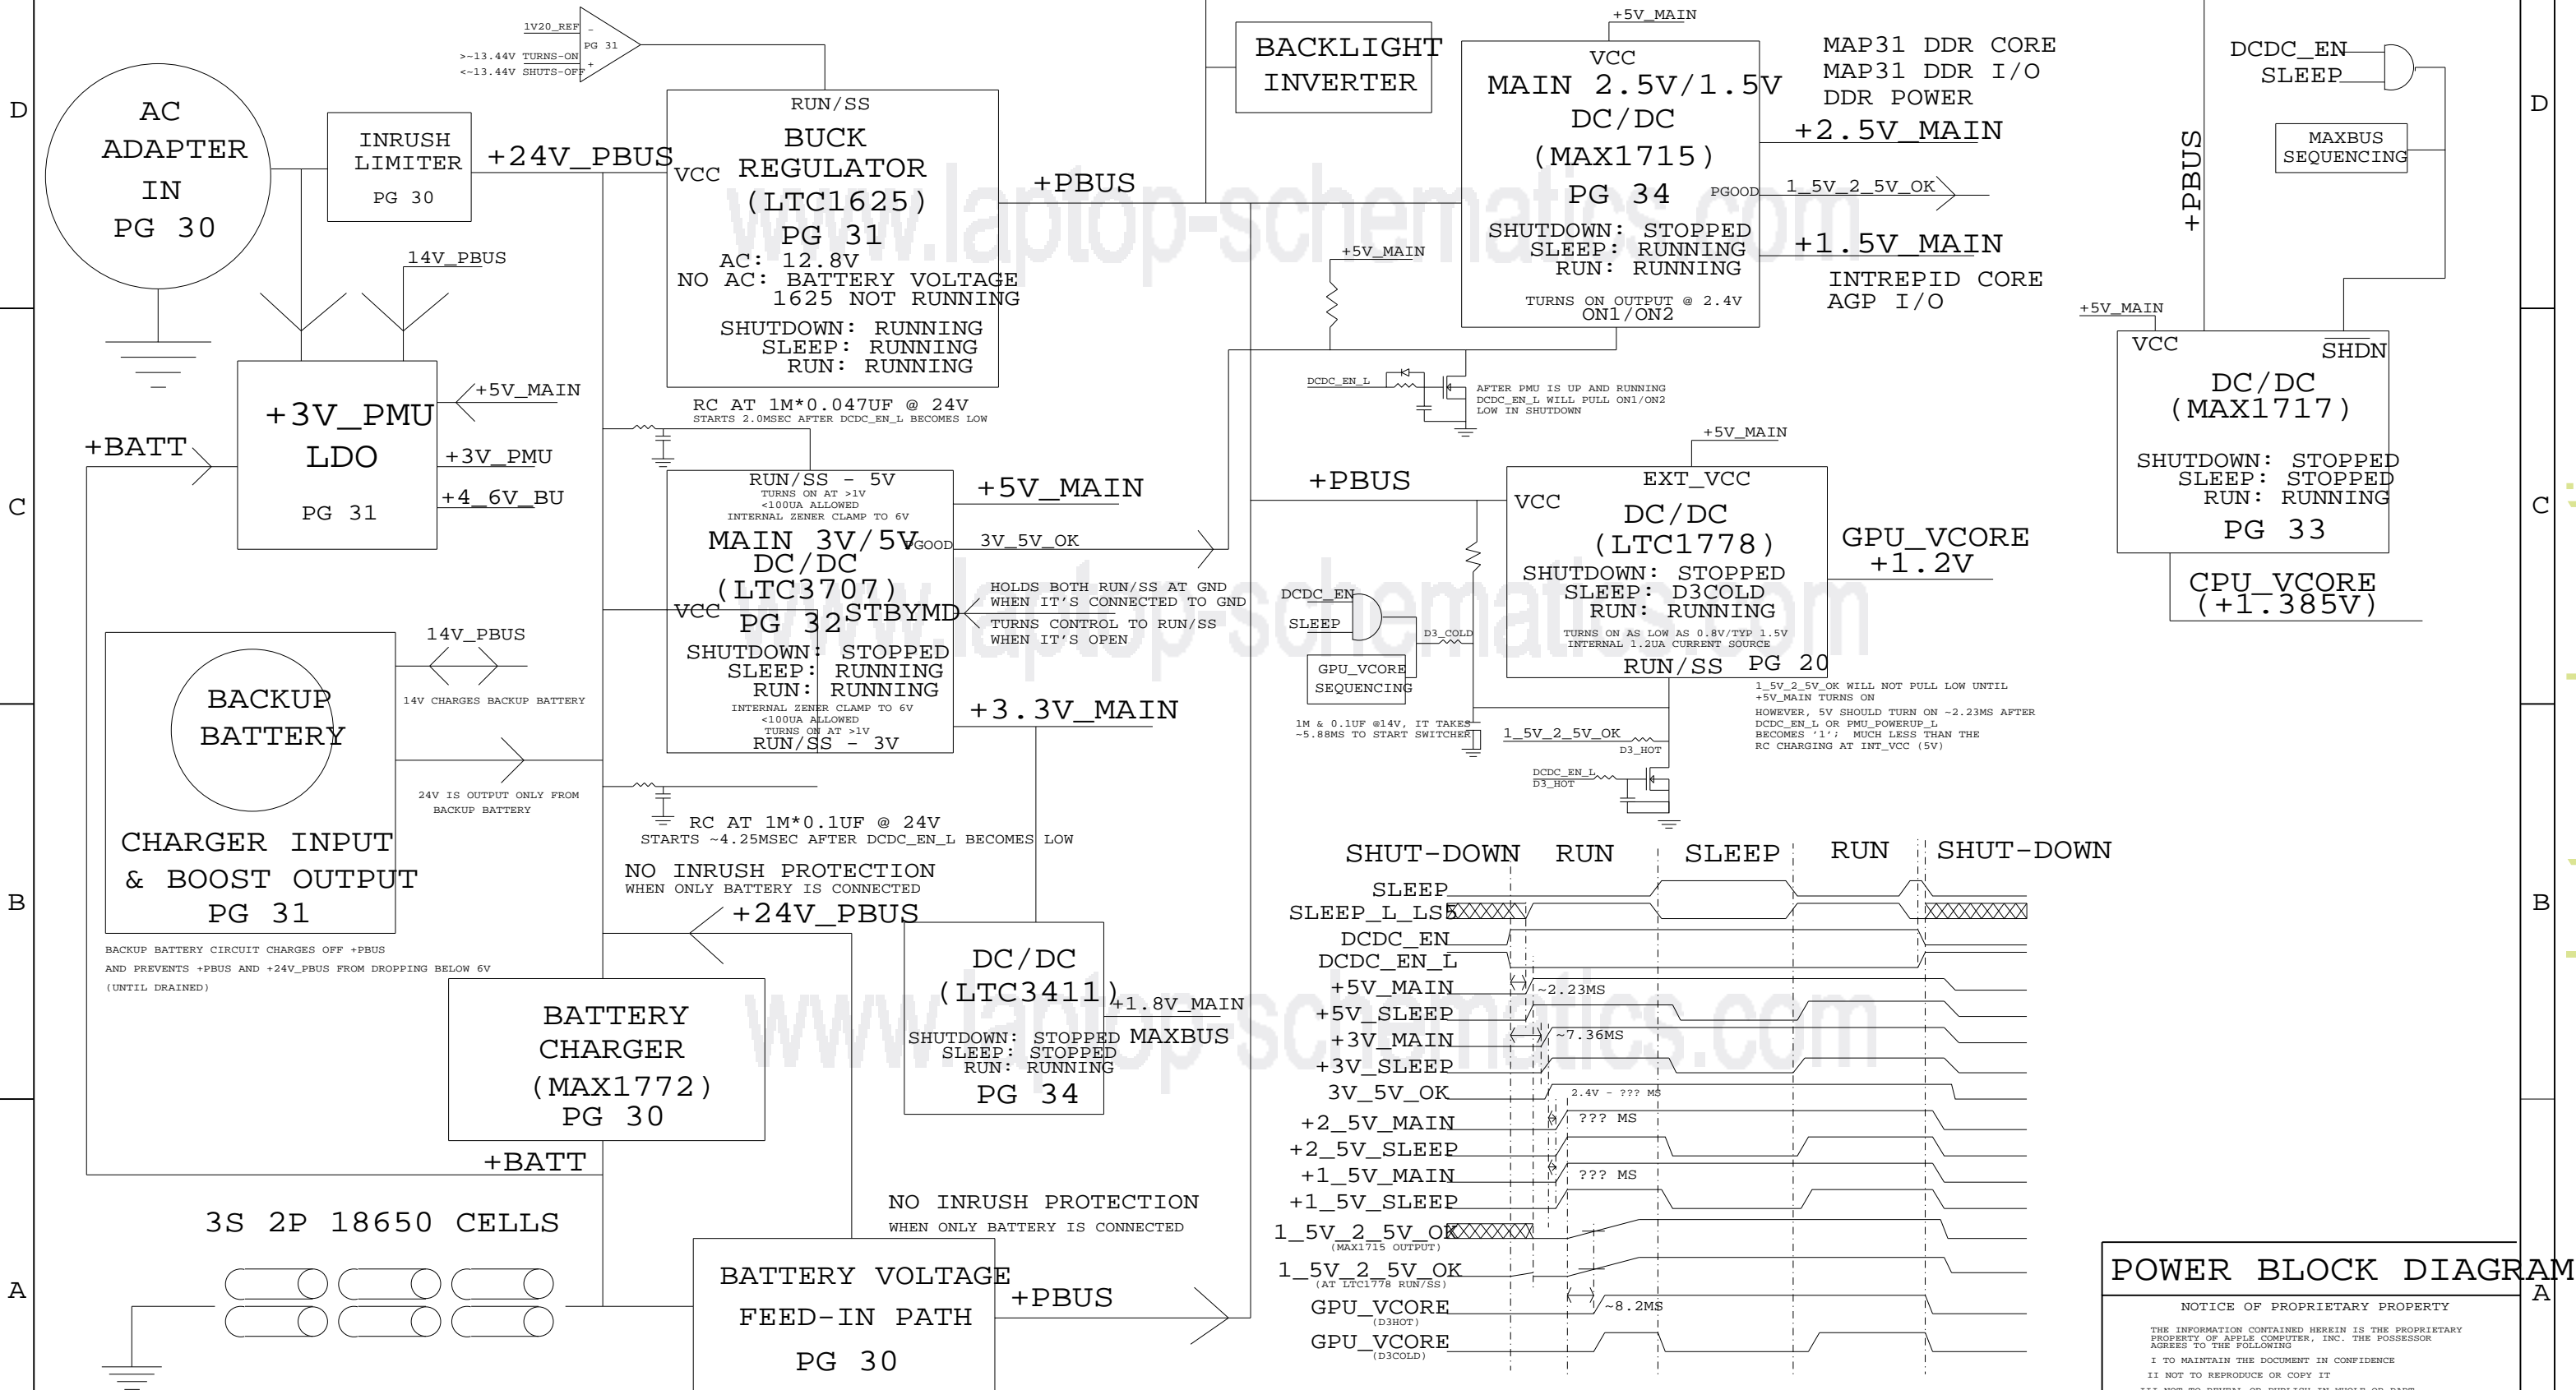 D
AC
ADAPTER
IN
PG 30
INRUSH
LIMITER
PG 30
+24V_PBUS
1V20_REF
-
PG 31
>~13.44V TURNS-ON
+
<~13.44V SHUTS-OFF
RUN/SS
BUCK
REGULATOR
VCC
(LTC1625)
PG 31
AC: 12.8V
NO AC: BATTERY VOLTAGE
1625 NOT RUNNING
SHUTDOWN: RUNNING
SLEEP: RUNNING
RUN: RUNNING
+PBUS
BACKLIGHT
INVERTER
+5V_MAIN
VCC
MAIN 2.5V/1.5V
DC/DC
(MAX1715)
PG 34
PGOOD
SHUTDOWN: STOPPED
SLEEP: RUNNING
RUN: RUNNING
TURNS ON OUTPUT @ 2.4V
ON1/ON2
MAP31 DDR CORE
MAP31 DDR I/O
DDR POWER
+2.5V_MAIN
1_5V_2_5V_OK
+1.5V_MAIN
INTREPID CORE
AGP I/O
DCDC_EN
SLEEP
MAXBUS
SEQUENCING
+PBUS
D
www.laptop-schematics.com
14V_PBUS
+5V_MAIN
+5V_MAIN
VCC
SHDN
DC/DC
(MAX1717)
SHUTDOWN: STOPPED
SLEEP: STOPPED
RUN: RUNNING
PG 33
CPU_VCORE
(+1.385V)
C
+BATT
+3V_PMU
LDO
PG 31
+5V_MAIN
+3V_PMU
+4_6V_BU
RC AT 1M*0.047UF @ 24V
STARTS 2.0MSEC AFTER DCDC_EN_L BECOMES LOW
RUN/SS - 5V
TURNS ON AT >1V
<100UA ALLOWED
INTERNAL ZENER CLAMP TO 6V
MAIN 3V/5V
PGOOD
DC/DC
(LTC3707)
VCC
PG 32
STBYMD
SHUTDOWN: STOPPED
SLEEP: RUNNING
RUN: RUNNING
INTERNAL ZENER CLAMP TO 6V
<100UA ALLOWED
TURNS ON AT >1V
RUN/SS - 3V
+5V_MAIN
3V_5V_OK
HOLDS BOTH RUN/SS AT GND
WHEN IT'S CONNECTED TO GND
TURNS CONTROL TO RUN/SS
WHEN IT'S OPEN
+3.3V_MAIN
DCDC_EN_L
AFTER PMU IS UP AND RUNNING
DCDC_EN_L WILL PULL ON1/ON2
LOW IN SHUTDOWN
+5V_MAIN
+PBUS
EXT_VCC
VCC
DC/DC
(LTC1778)
SHUTDOWN: STOPPED
SLEEP: D3COLD
RUN: RUNNING
TURNS ON AS LOW AS 0.8V/TYP 1.5V
INTERNAL 1.2UA CURRENT SOURCE
RUN/SS
PG 20
GPU_VCORE
+1.2V
DCDC_EN
SLEEP
D3_COLD
GPU_VCORE
SEQUENCING
1M & 0.1UF @14V, IT TAKES
~5.88MS TO START SWITCHER
1_5V_2_5V_OK
D3_HOT
DCDC_EN_L
D3_HOT
1_5V_2_5V_OK WILL NOT PULL LOW UNTIL
+5V_MAIN TURNS ON
HOWEVER, 5V SHOULD TURN ON ~2.23MS AFTER
DCDC_EN_L OR PMU_POWERUP_L
BECOMES '1'; MUCH LESS THAN THE
RC CHARGING AT INT_VCC (5V)
C
www.laptop-schematics.com
BACKUP
BATTERY
CHARGER INPUT
& BOOST OUTPUT
PG 31
14V_PBUS
14V CHARGES BACKUP BATTERY
24V IS OUTPUT ONLY FROM
BACKUP BATTERY
BACKUP BATTERY CIRCUIT CHARGES OFF +PBUS
AND PREVENTS +PBUS AND +24V_PBUS FROM DROPPING BELOW 6V
(UNTIL DRAINED)
RC AT 1M*0.1UF @ 24V
STARTS ~4.25MSEC AFTER DCDC_EN_L BECOMES LOW
NO INRUSH PROTECTION
WHEN ONLY BATTERY IS CONNECTED
+24V_PBUS
B
BATTERY
CHARGER
(MAX1772)
PG 30
DC/DC
(LTC3411)
SHUTDOWN: STOPPED
SLEEP: STOPPED
RUN: RUNNING
PG 34
+1.8V_MAIN
MAXBUS
www.laptop-schematics.com
SHUT-DOWN
RUN
SLEEP
RUN
SHUT-DOWN
SLEEP
SLEEP_L_LS5
DCDC_EN
DCDC_EN_L
+5V_MAIN
~2.23MS
+5V_SLEEP
+3V_MAIN
~7.36MS
+3V_SLEEP
3V_5V_OK
2.4V - ??? MS
+2_5V_MAIN
??? MS
+2_5V_SLEEP
+1_5V_MAIN
??? MS
+1_5V_SLEEP
1_5V_2_5V_OK
(MAX1715 OUTPUT)
1_5V_2_5V_OK
(AT LTC1778 RUN/SS)
GPU_VCORE
~8.2MS
(D3HOT)
GPU_VCORE
(D3COLD)
B
+BATT
3S 2P 18650 CELLS
A
NO INRUSH PROTECTION
WHEN ONLY BATTERY IS CONNECTED
BATTERY VOLTAGE
FEED-IN PATH
PG 30
+PBUS
POWER BLOCK DIAGRAM
A
NOTICE OF PROPRIETARY PROPERTY
THE INFORMATION CONTAINED HEREIN IS THE PROPRIETARY
PROPERTY OF APPLE COMPUTER, INC. THE POSSESSOR
AGREES TO THE FOLLOWING
I TO MAINTAIN THE DOCUMENT IN CONFIDENCE
II NOT TO REPRODUCE OR COPY IT